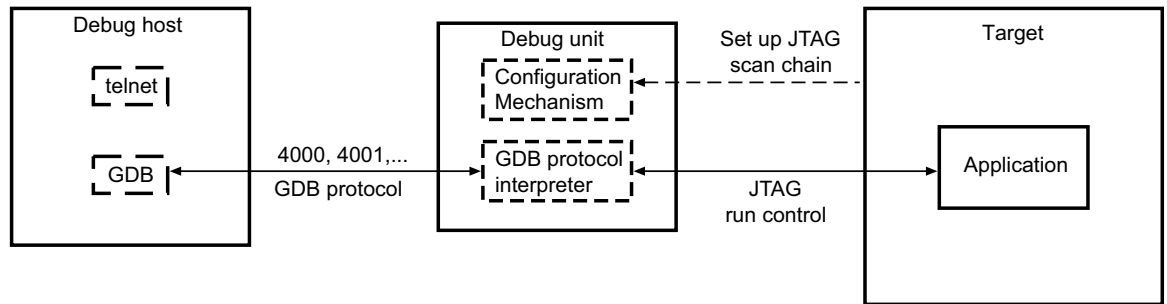 Debug host
telnet
GDB
4000, 4001,...
GDB protocol
Debug unit
Configuration
Mechanism
GDB protocol
interpreter
Set up JTAG
scan chain
JTAG
run control
Target
Application